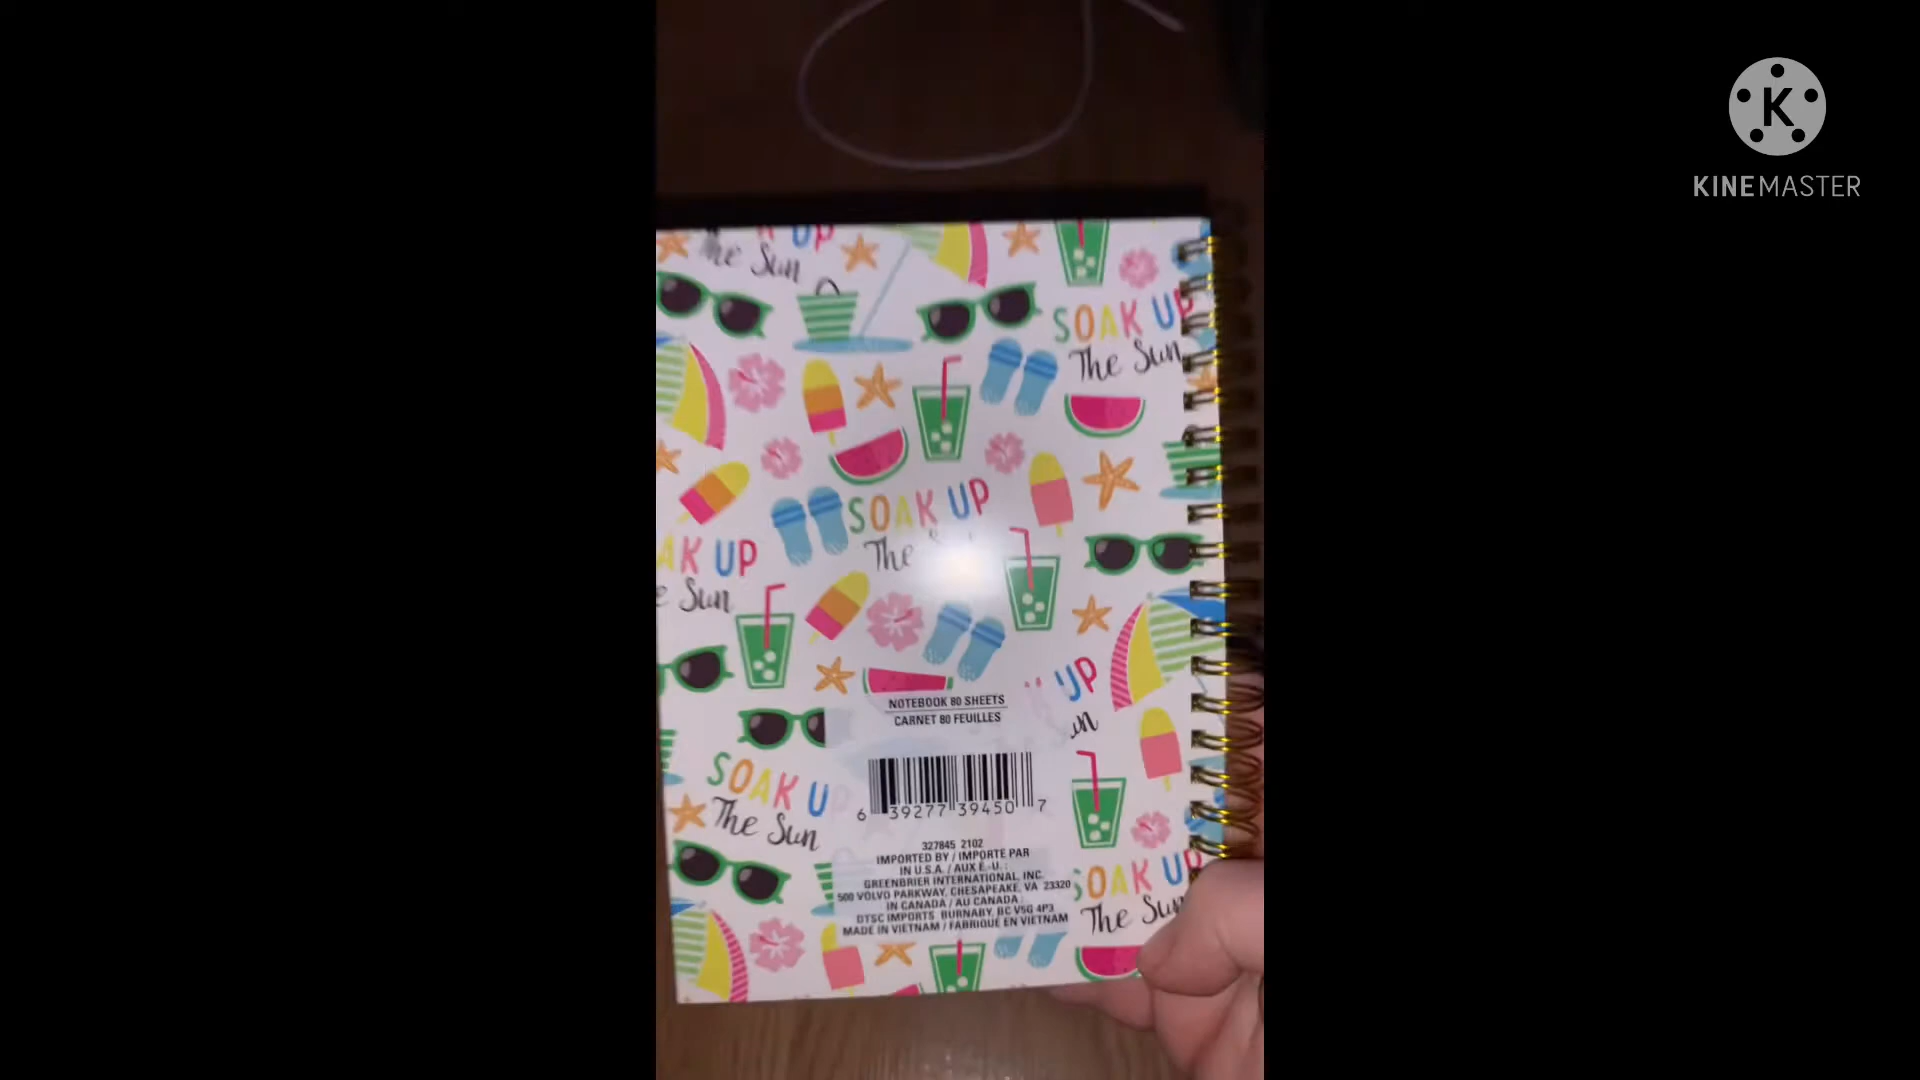 K
KINEMASTER
UP
The Sun
SOAK UP
The Sun
SOAK UP
The
AK UP
e Sun
UP
un
NOTEBOOK 80 SHEETS
CARNET 80 FEUILLES
SOAK U
The Sun
6 39277 39450 7
327845 2102
IMPORTED BY / IMPORTE PAR
IN U.S.A. / AUX E.-U. :
GREENBRIER INTERNATIONAL, INC.
500 VOLVO PARKWAY, CHESAPEAKE, VA 23320
IN CANADA / AU CANADA
DTSC IMPORTS BURNABY, BC V5G 4P3
MADE IN VIETNAM / FABRIQUE EN VIETNAM
SOAK UP
The Sun